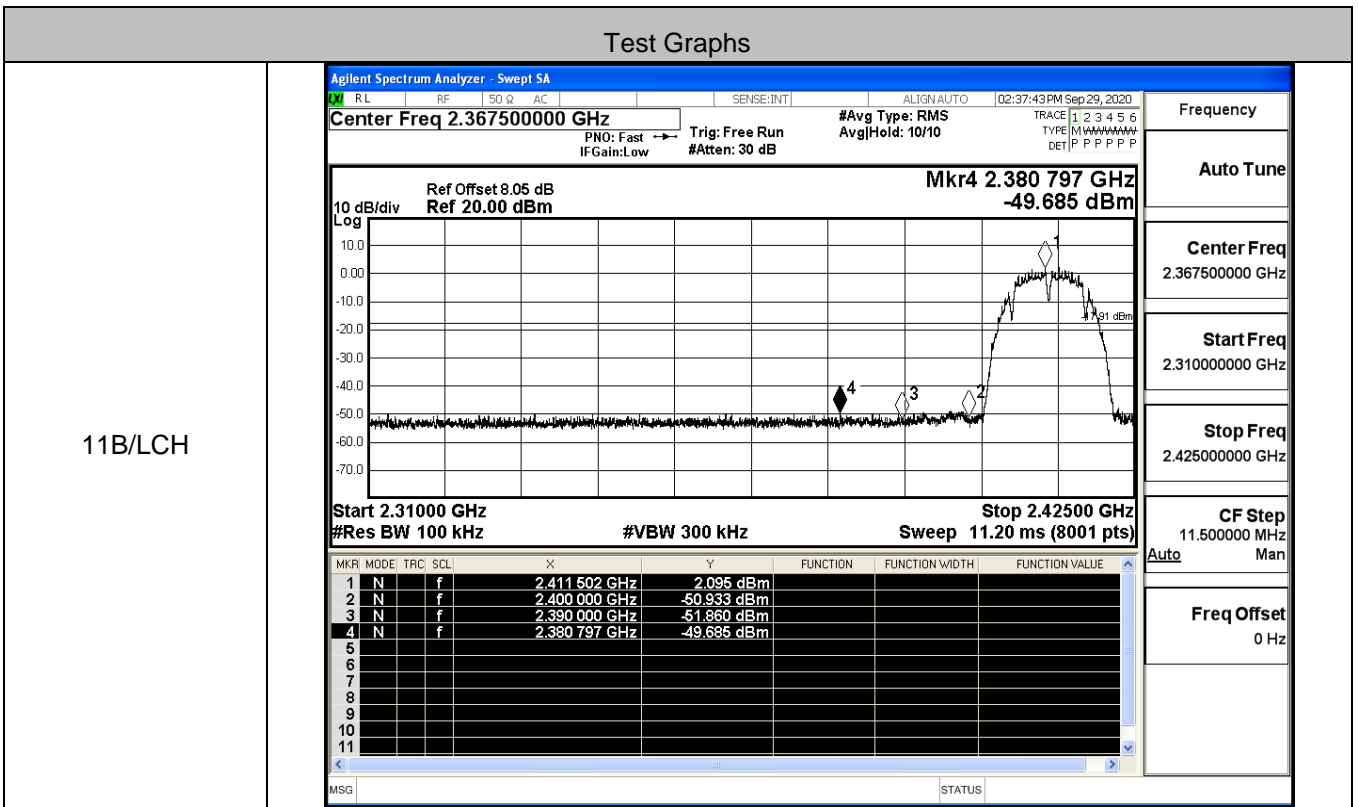 Test Graphs
11B/LCH
Agilent Spectrum Analyzer - Swept SA
LXI RL RF 50 Ω AC SENSE:INT ALIGN AUTO 02:37:43 PM Sep 29, 2020
Center Freq 2.367500000 GHz
PNO: Fast
IFGain:Low
Trig: Free Run
#Atten: 30 dB
#Avg Type: RMS
Avg|Hold: 10/10
TRACE 1 2 3 4 5 6
TYPE M W W W W W
DET P P P P P P
Mkr4 2.380 797 GHz
-49.685 dBm
Ref Offset 8.05 dB
10 dB/div Ref 20.00 dBm
Log
10.0
0.00
-10.0
-20.0
-30.0
-40.0
-50.0
-60.0
-70.0
1
2
3
4
-17.91 dBm
Start 2.31000 GHz Stop 2.42500 GHz
#Res BW 100 kHz #VBW 300 kHz Sweep 11.20 ms (8001 pts)
MKR MODE TRC SCL X Y FUNCTION FUNCTION WIDTH FUNCTION VALUE
1 N f 2.411 502 GHz 2.095 dBm
2 N f 2.400 000 GHz -50.933 dBm
3 N f 2.390 000 GHz -51.860 dBm
4 N f 2.380 797 GHz -49.685 dBm
5
6
7
8
9
10
11
MSG STATUS
Frequency
Auto Tune
Center Freq
2.367500000 GHz
Start Freq
2.310000000 GHz
Stop Freq
2.425000000 GHz
CF Step
11.500000 MHz
Auto Man
Freq Offset
0 Hz